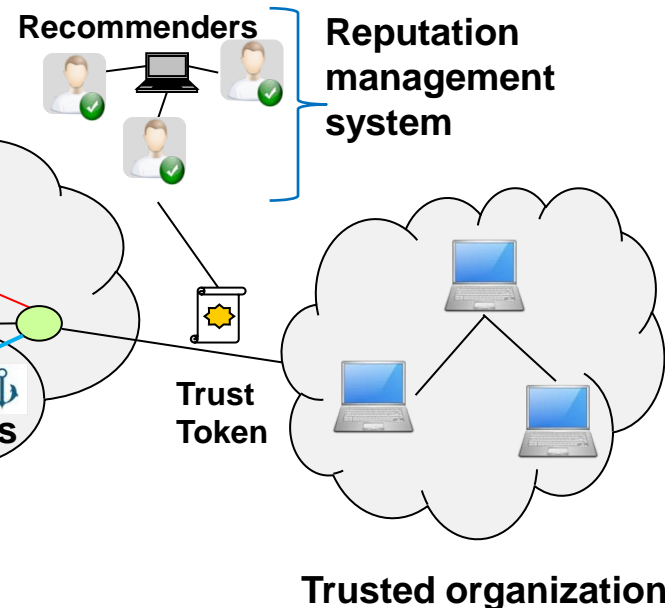 Recommenders
Reputation
management
system
Trust
Token
s
Trusted organization